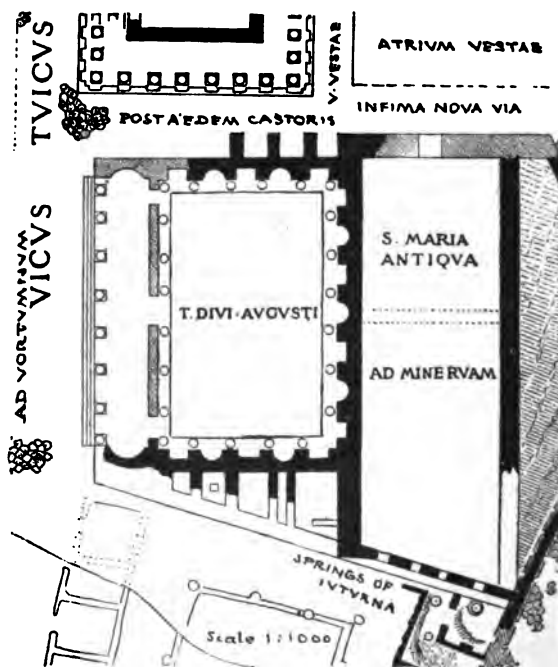 ATRIVM VESTAE
V. VESTAE
INFIMA NOVA VIA
POST AEDEM CASTORIS
TVICVS
VICVS
AD VORTVMNVM
S. MARIA
ANTIQVA
T. DIVI·AVGVSTI
AD MINERVAM
SPRINGS OF
IVTVRNA
Scale 1:1000